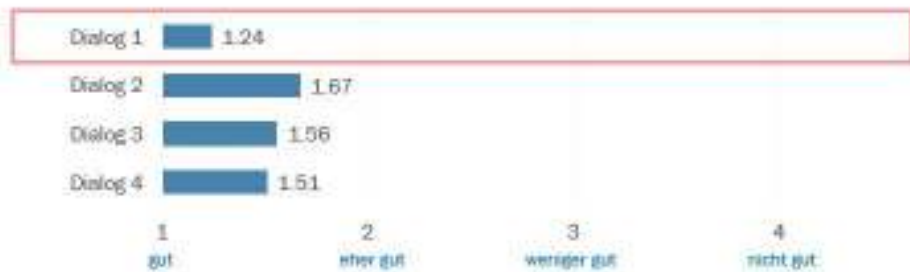 Dialog 1 1.24
Dialog 2 1.67
Dialog 3 1.56
Dialog 4 1.51
1 2 3 4
gut eher gut weniger gut nicht gut